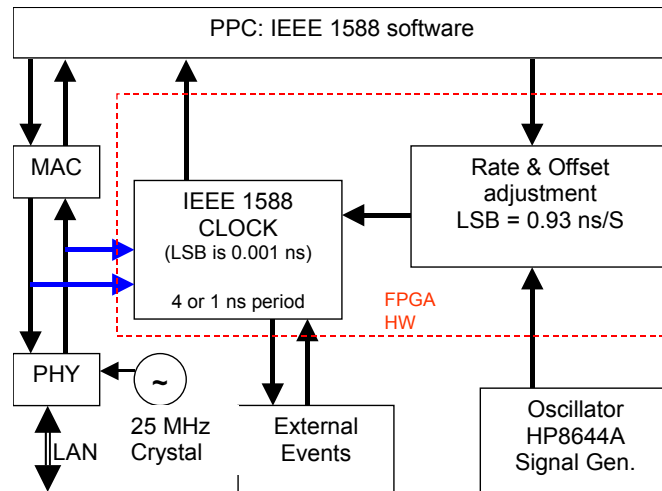 PPC: IEEE 1588 software
MAC
IEEE 1588
CLOCK
(LSB is 0.001 ns)
4 or 1 ns period
Rate & Offset
adjustment
LSB = 0.93 ns/S
FPGA
HW
PHY
~
25 MHz
Crystal
LAN
External
Events
Oscillator
HP8644A
Signal Gen.